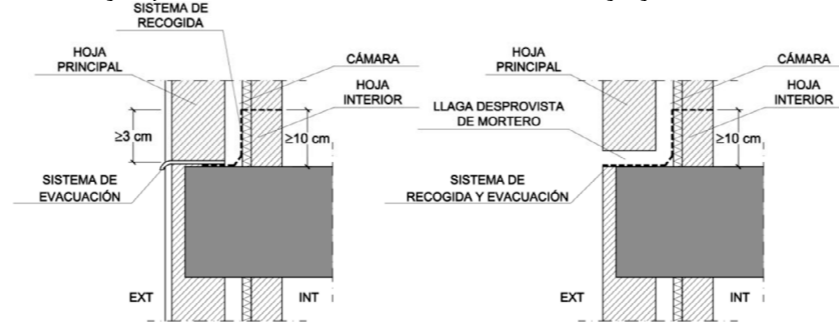 SISTEMA DE
RECOGIDA
HOJA
PRINCIPAL
CÁMARA
HOJA
INTERIOR
≥3 cm
≥10 cm
SISTEMA DE
EVACUACIÓN
EXT
INT
HOJA
PRINCIPAL
CÁMARA
HOJA
INTERIOR
LLAGA DESPROVISTA
DE MORTERO
≥10 cm
SISTEMA DE
RECOGIDA Y EVACUACIÓN
EXT
INT